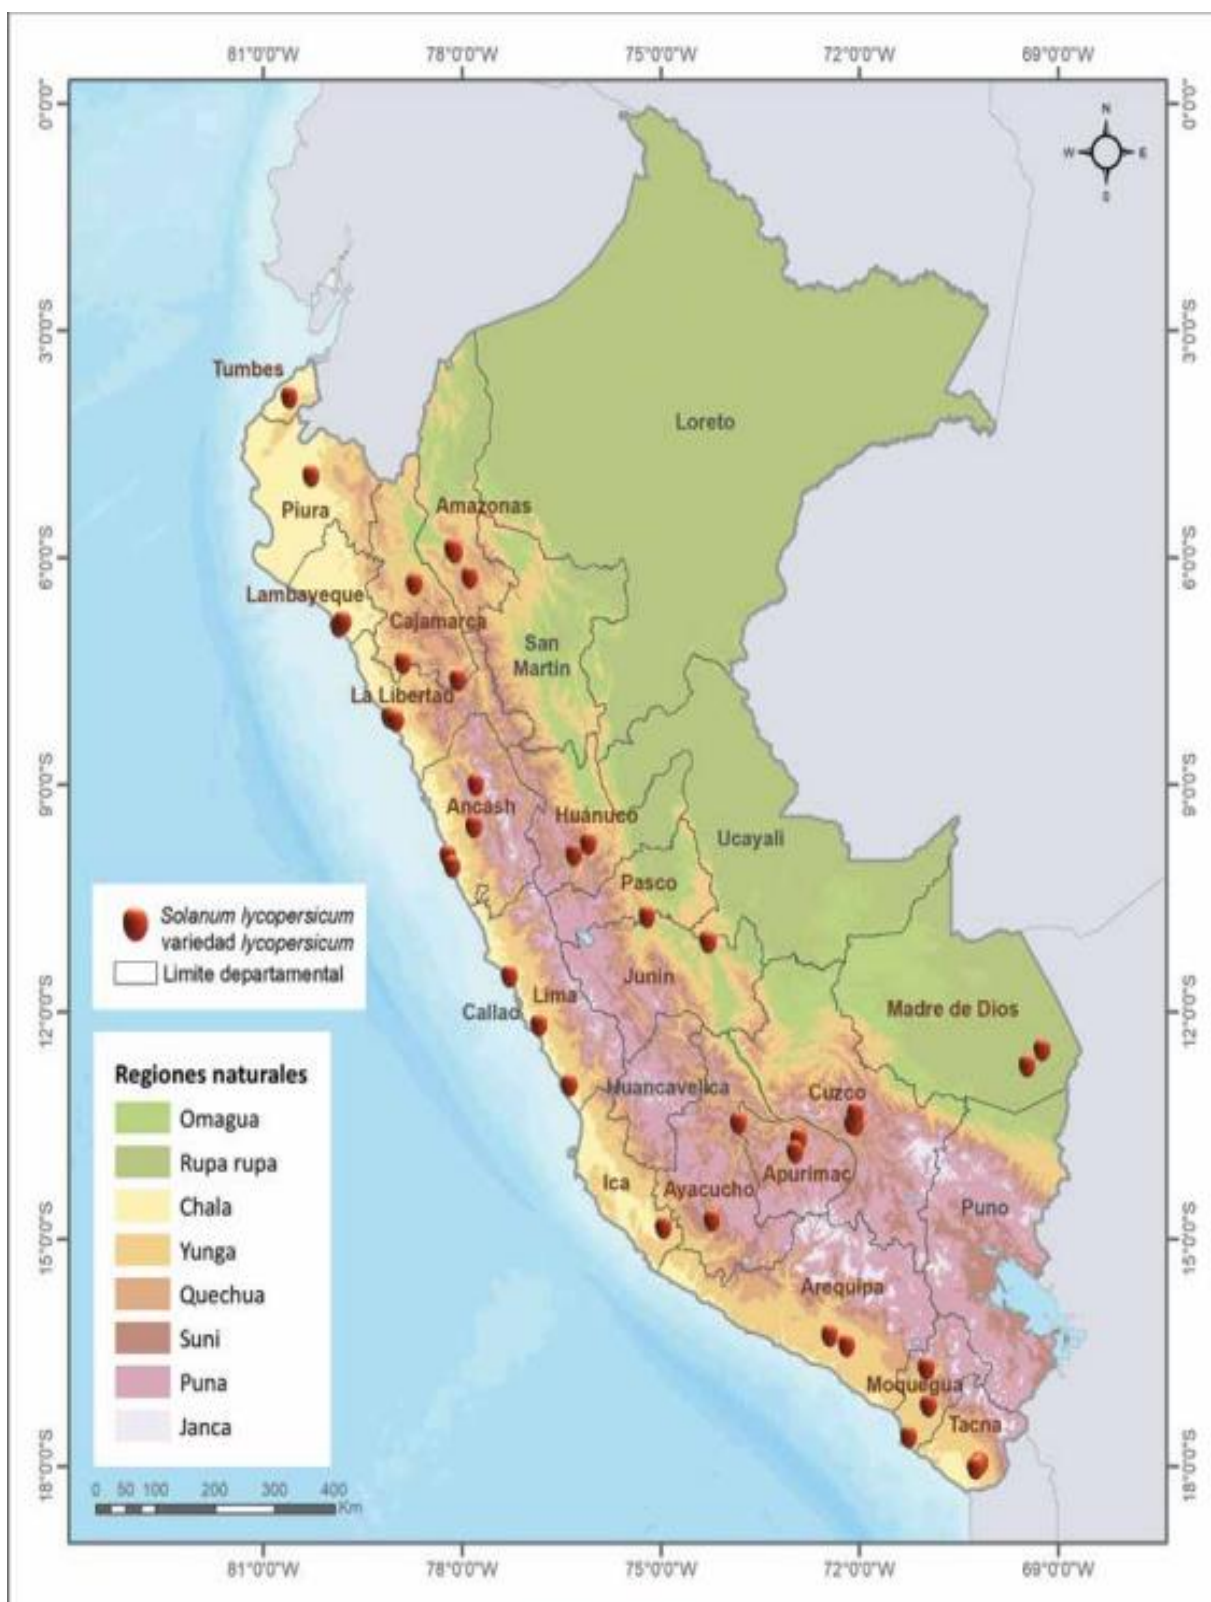 81°0'0"W 78°0'0"W 75°0'0"W 72°0'0"W 69°0'0"W
0°0'0"
0°0'0"
N
W E
S
3°0'0"S
3°0'0"S
Tumbes
Loreto
Piura
Amazonas
6°0'0"S
6°0'0"S
Lambayeque
Cajamarca
San
Martín
La Libertad
9°0'0"S
9°0'0"S
Ancash
Huánuco
Ucayali
Pasco
Solanum lycopersicum
variedad lycopersicum
Limite departamental
Junin
Lima
Callao
Madre de Dios
12°0'0"S
12°0'0"S
Regiones naturales
Omagua
Rupa rupa
Chala
Yunga
Quechua
Suni
Puna
Janca
Huancavelica
Cuzco
Apurimac
Ica
Ayacucho
Puno
15°0'0"S
15°0'0"S
Arequipa
Moquegua
Tacna
18°0'0"S
18°0'0"S
0 50 100 200 300 400
Km
81°0'0"W 78°0'0"W 75°0'0"W 72°0'0"W 69°0'0"W